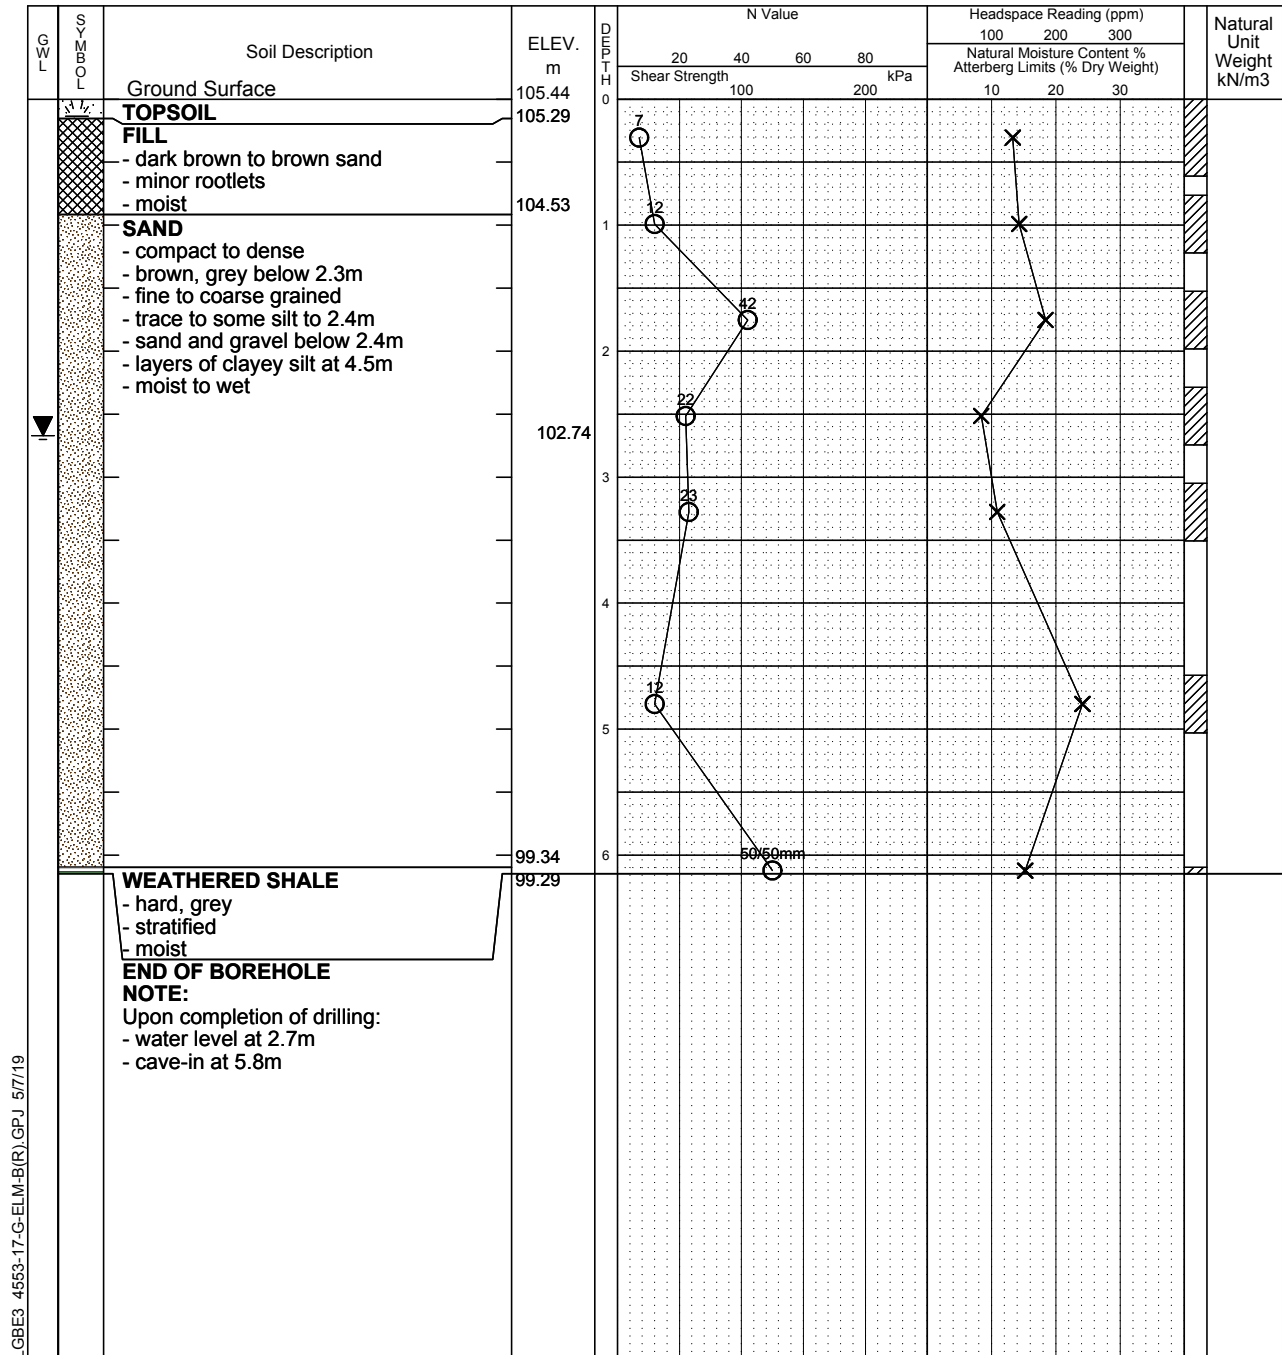 GWL
SYMBOL
Soil Description
Ground Surface
ELEV.
m
105.44
DEPTH
N Value
20 40 60 80
Shear Strength kPa
100 200
Headspace Reading (ppm)
100 200 300
Natural Moisture Content %
Atterberg Limits (% Dry Weight)
10 20 30
Natural
Unit
Weight
kN/m3
0
TOPSOIL
105.29
FILL
- dark brown to brown sand
- minor rootlets
- moist
104.53
SAND
- compact to dense
- brown, grey below 2.3m
- fine to coarse grained
- trace to some silt to 2.4m
- sand and gravel below 2.4m
- layers of clayey silt at 4.5m
- moist to wet
102.74
99.34
WEATHERED SHALE
99.29
- hard, grey
- stratified
- moist
END OF BOREHOLE
NOTE:
Upon completion of drilling:
- water level at 2.7m
- cave-in at 5.8m
7
12
1
42
2
22
3
23
4
12
5
50/50mm
6
LGBE3 4553-17-G-ELM-B(R).GPJ 5/7/19